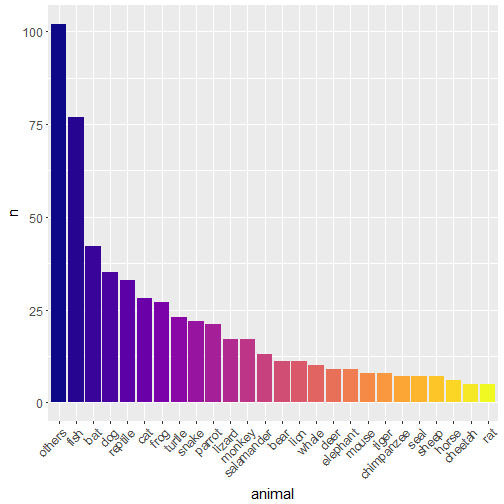 100
75
50
25
0
n
others
fish
bat
dog
reptile
cat
frog
turtle
snake
parrot
lizard
monkey
salamander
bear
lion
whale
deer
elephant
mouse
tiger
chimpanzee
seal
sheep
horse
cheetah
rat
animal